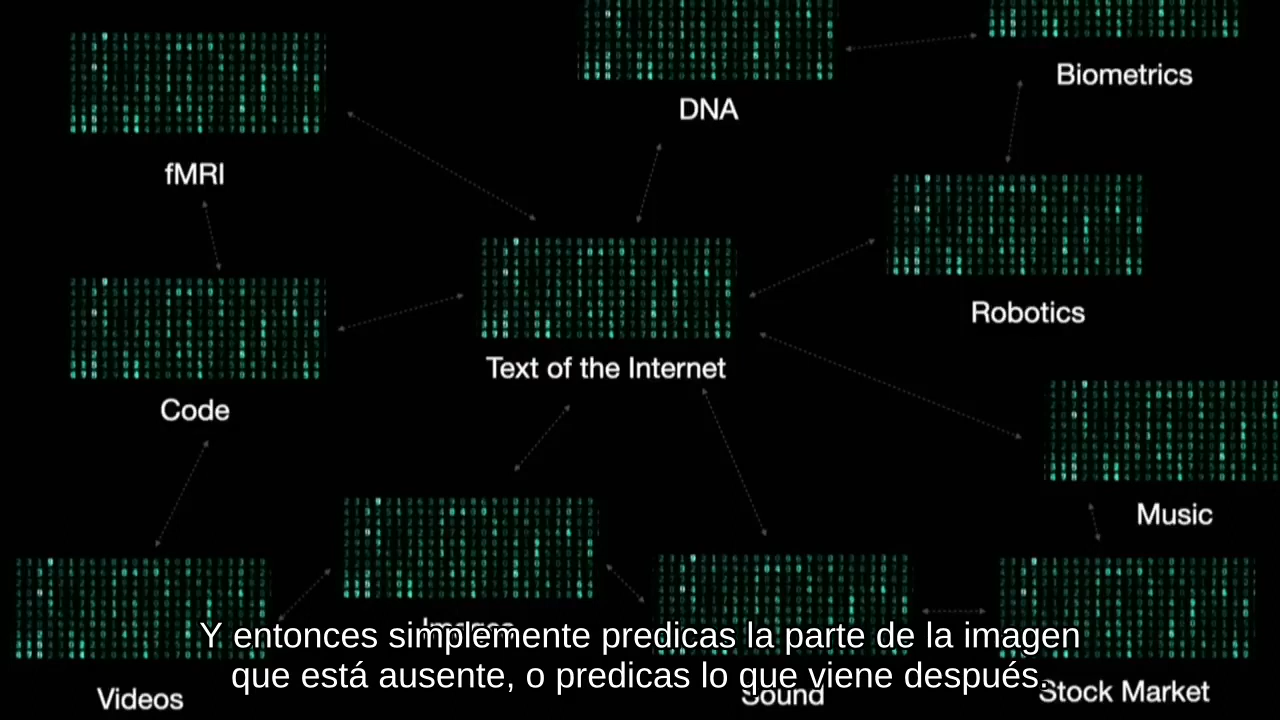 Biometrics
DNA
fMRI
Robotics
Text of the Internet
Code
Music
Images
Y entonces simplemente predicas la parte de la imagen
que está ausente, o predicas lo que viene después.
Videos
Sound
Stock Market